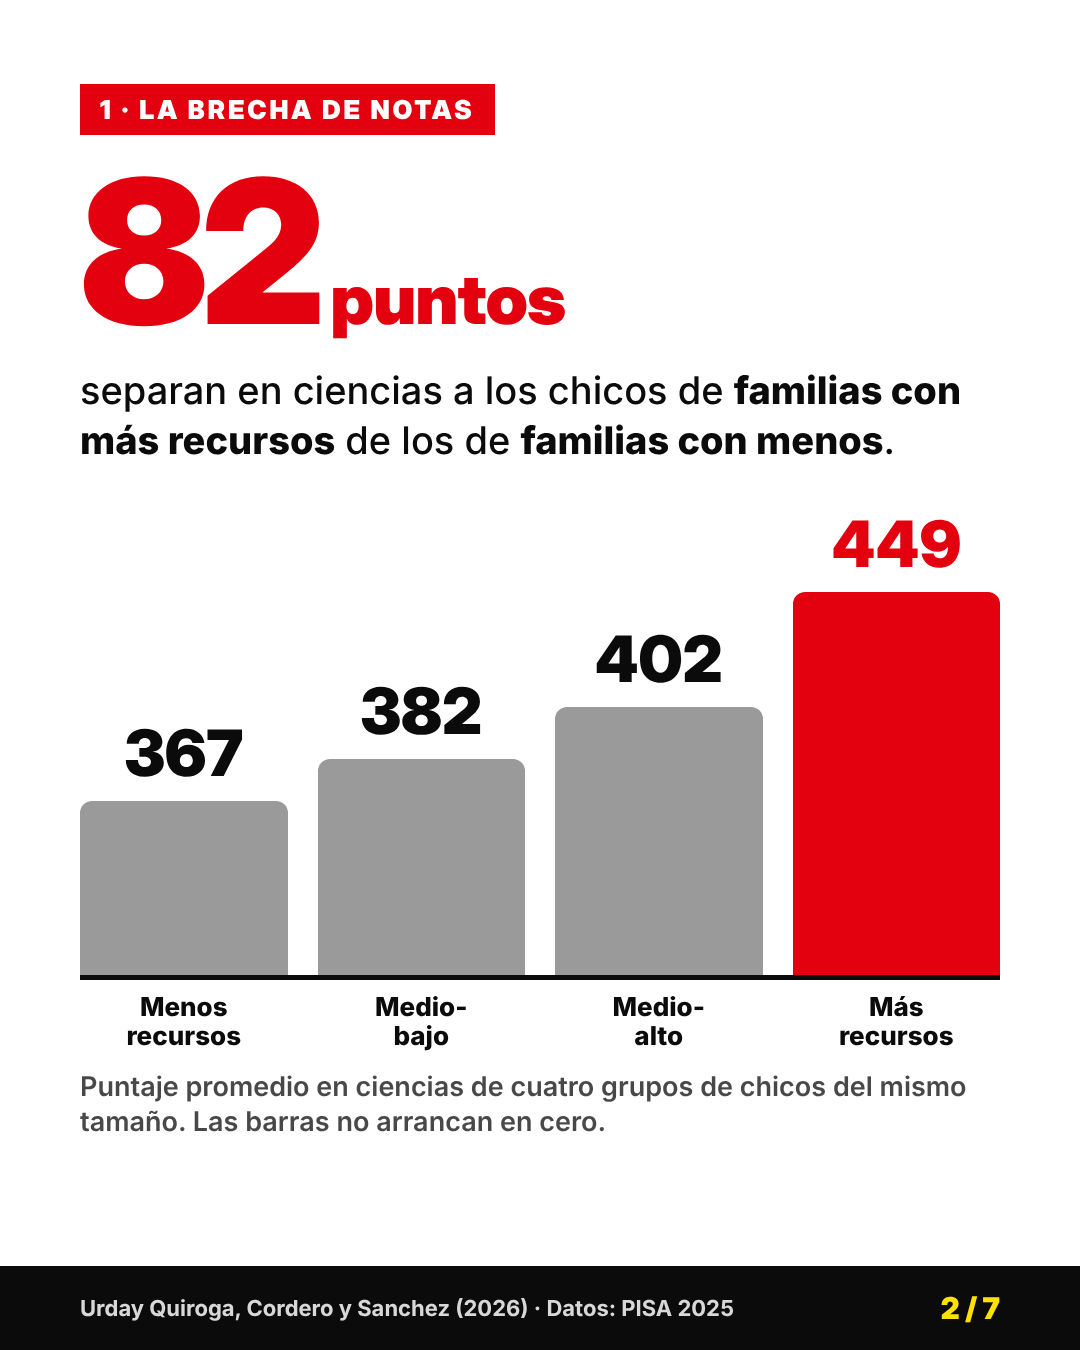 1 · LA BRECHA DE NOTAS
82 puntos
separan en ciencias a los chicos de familias con
más recursos de los de familias con menos.
449
402
382
367
Menos recursos
Medio-bajo
Medio-alto
Más recursos
Puntaje promedio en ciencias de cuatro grupos de chicos del mismo
tamaño. Las barras no arrancan en cero.
Urday Quiroga, Cordero y Sanchez (2026) · Datos: PISA 2025
2 / 7